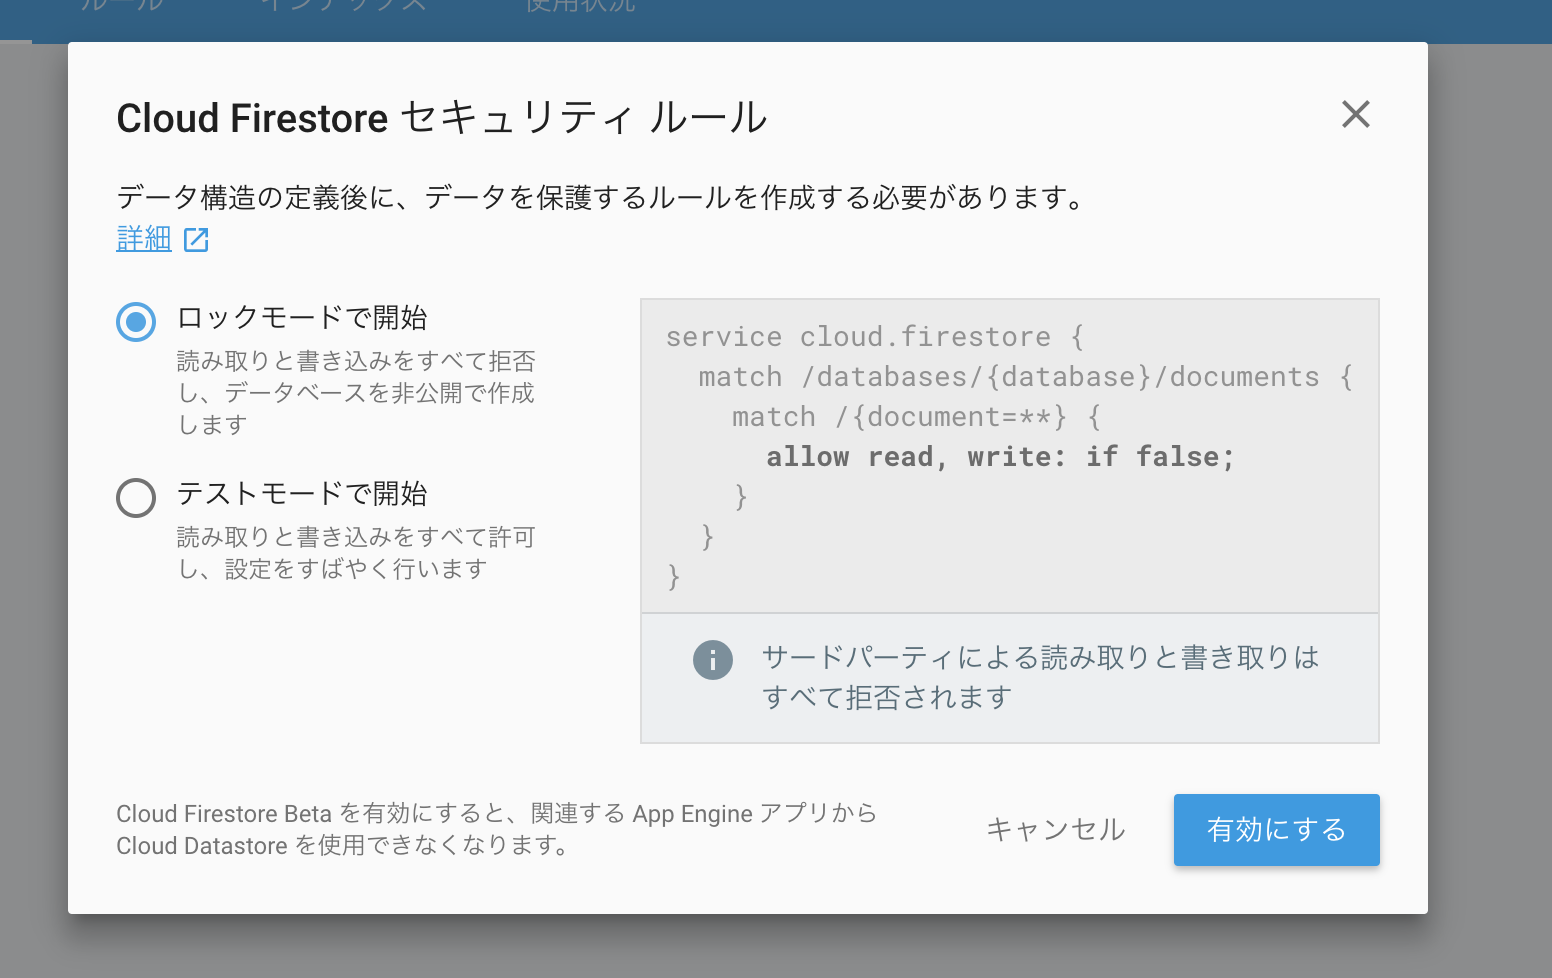 ルール インデックス 使用状況
Cloud Firestore セキュリティ ルール
データ構造の定義後に、データを保護するルールを作成する必要があります。
詳細
ロックモードで開始
読み取りと書き込みをすべて拒否
し、データベースを非公開で作成
します
テストモードで開始
読み取りと書き込みをすべて許可
し、設定をすばやく行います
service cloud.firestore {
  match /databases/{database}/documents {
    match /{document=**} {
      allow read, write: if false;
    }
  }
}
サードパーティによる読み取りと書き取りは
すべて拒否されます
Cloud Firestore Beta を有効にすると、関連する App Engine アプリから
Cloud Datastore を使用できなくなります。
キャンセル
有効にする